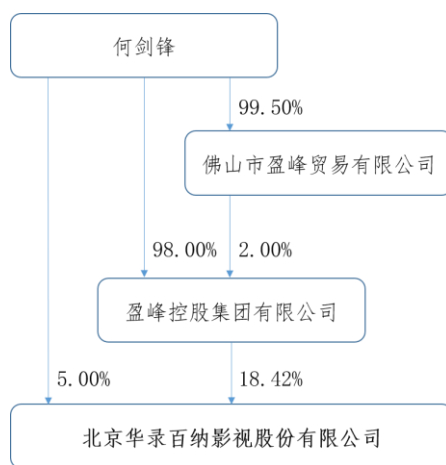 何剑锋
99.50%
佛山市盈峰贸易有限公司
98.00% 2.00%
盈峰控股集团有限公司
5.00% 18.42%
北京华录百纳影视股份有限公司